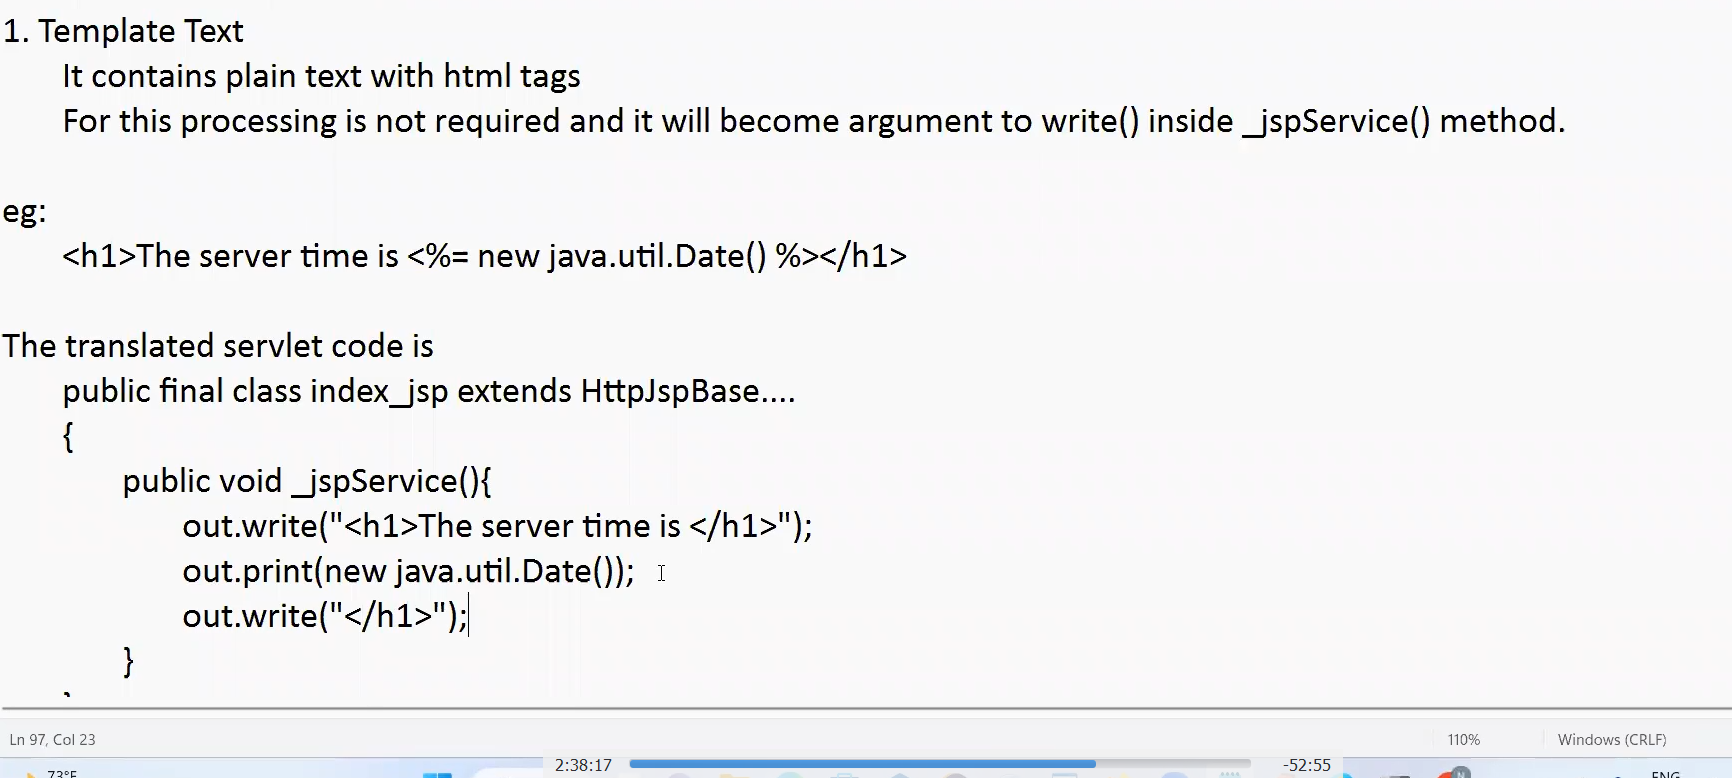 1. Template Text
It contains plain text with html tags
For this processing is not required and it will become argument to write() inside _jspService() method.
eg:
<h1>The server time is <%= new java.util.Date() %></h1>
The translated servlet code is
public final class index_jsp extends HttpJspBase....
{
public void _jspService(){
out.write("<h1>The server time is </h1>");
out.print(new java.util.Date());
out.write("</h1>");
}
Ln 97, Col 23
110%
Windows (CRLF)
73°F
2:38:17
-52:55
ENG